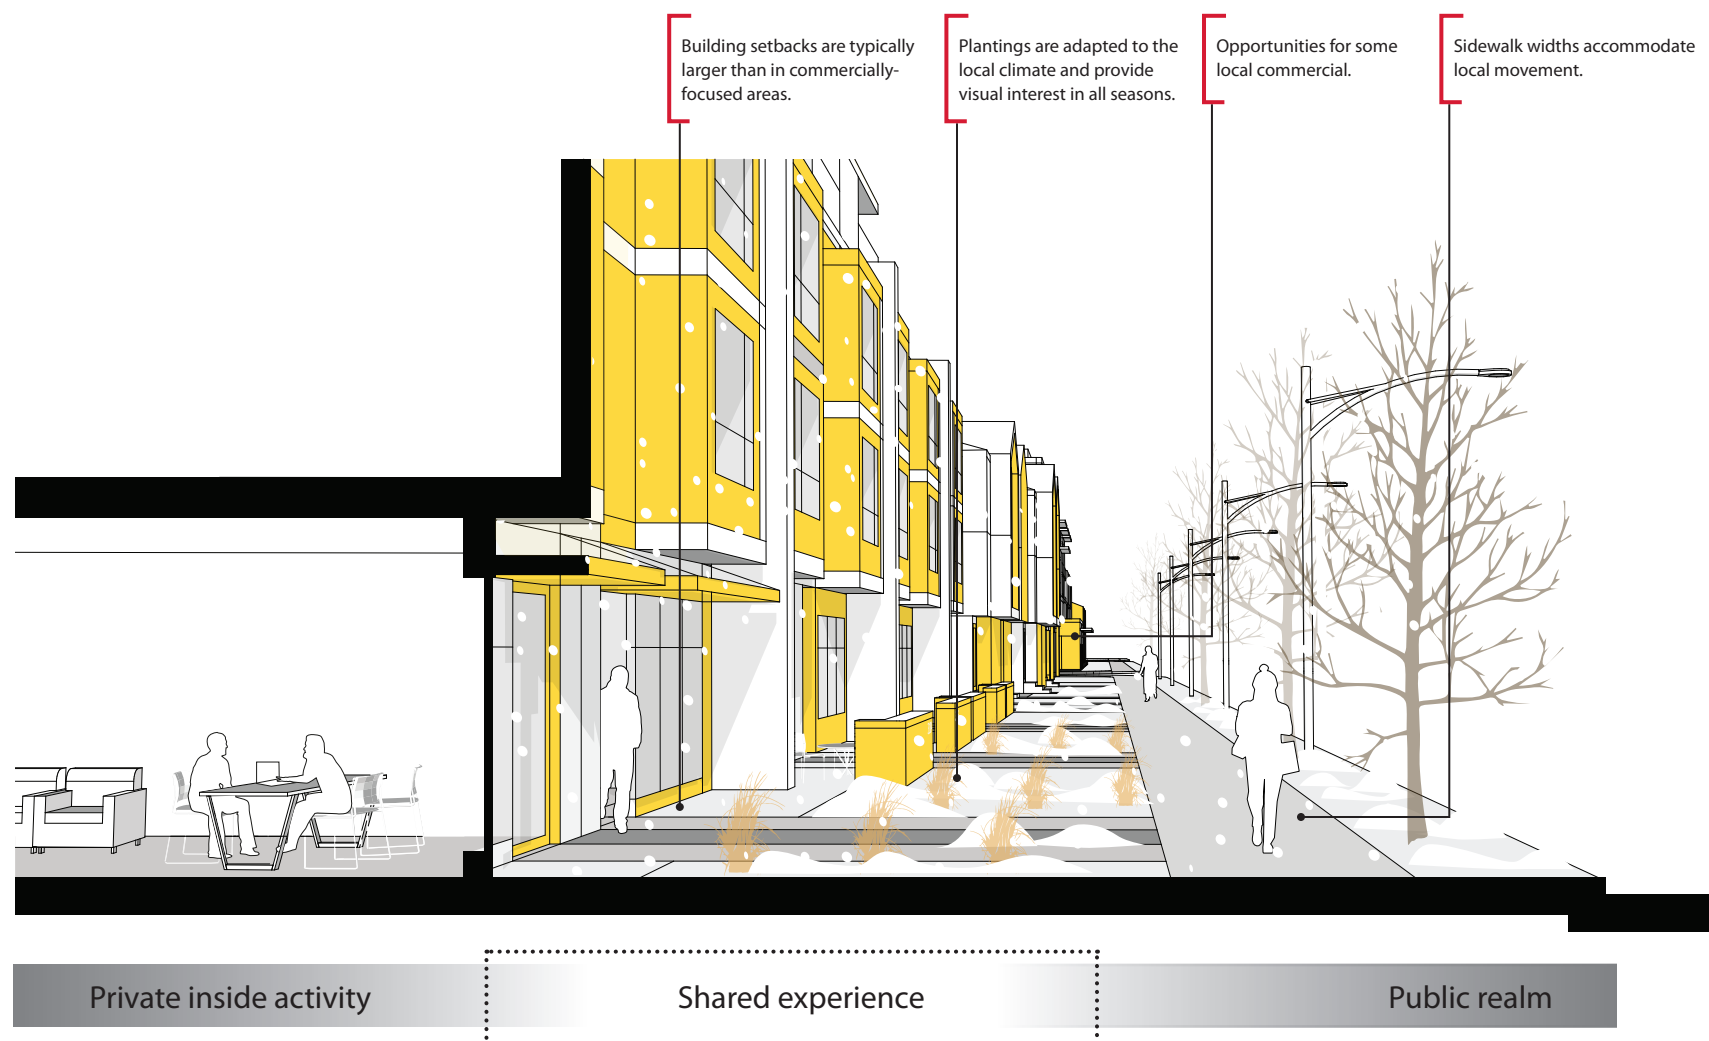 Building setbacks are typically
larger than in commercially-
focused areas.
Plantings are adapted to the
local climate and provide
visual interest in all seasons.
Opportunities for some
local commercial.
Sidewalk widths accommodate
local movement.
Private inside activity
Shared experience
Public realm